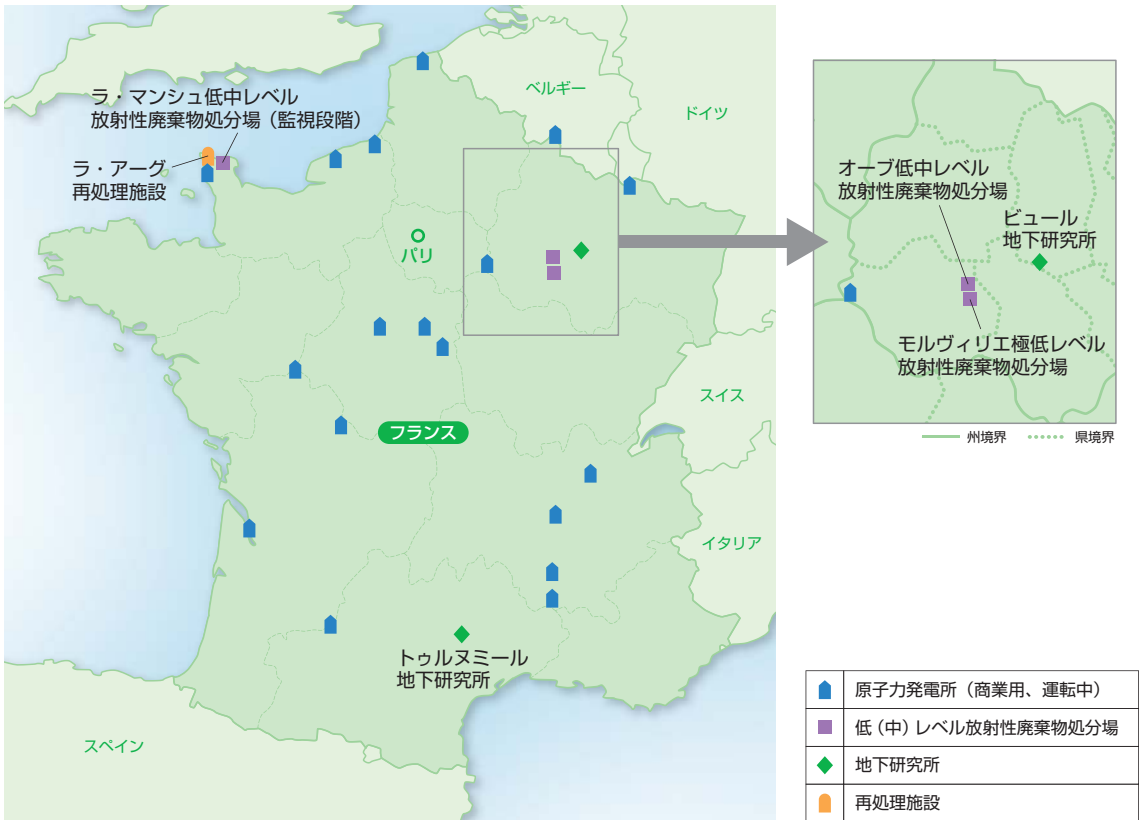 ラ・マンシュ低中レベル
放射性廃棄物処分場（監視段階）
ラ・アーグ
再処理施設
ベルギー
ドイツ
パリ
フランス
スイス
イタリア
トゥルヌミール
地下研究所
スペイン
オーブ低中レベル
放射性廃棄物処分場
ビュール
地下研究所
モルヴィリエ極低レベル
放射性廃棄物処分場
州境界 県境界
原子力発電所（商業用、運転中）
低（中）レベル放射性廃棄物処分場
地下研究所
再処理施設